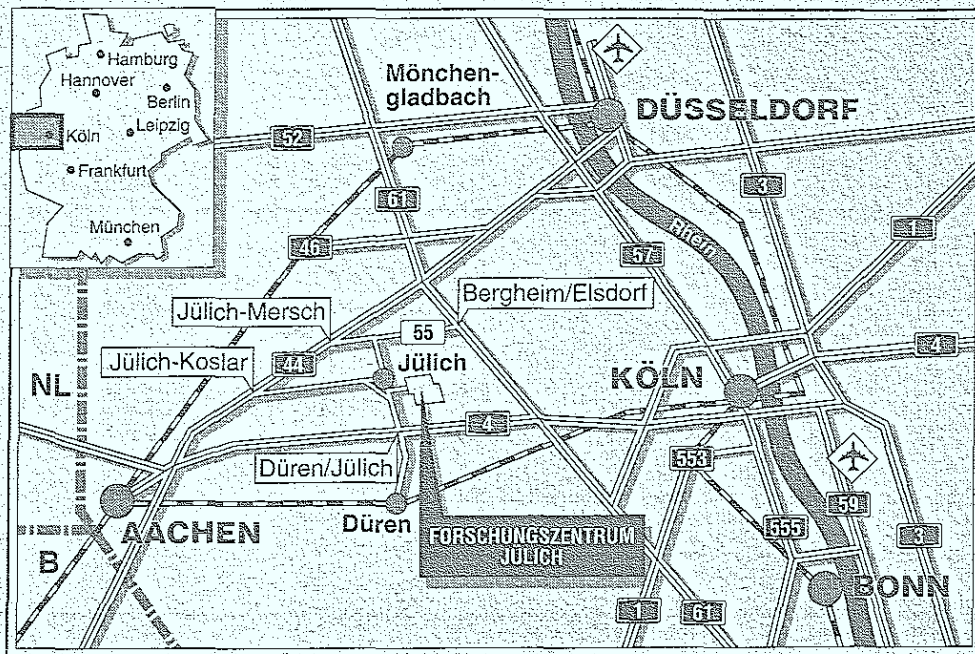 Hamburg
Hannover
Berlin
Köln
Leipzig
Frankfurt
München
Mönchen-
gladbach
DÜSSELDORF
52
61
3
1
46
57
Rhein
Jülich-Mersch
Bergheim/Elsdorf
55
Jülich-Koslar
44
Jülich
4
NL
KÖLN
4
553
Düren/Jülich
AACHEN
Düren
FORSCHUNGSZENTRUM
JÜLICH
59
555
3
B
BONN
1
61